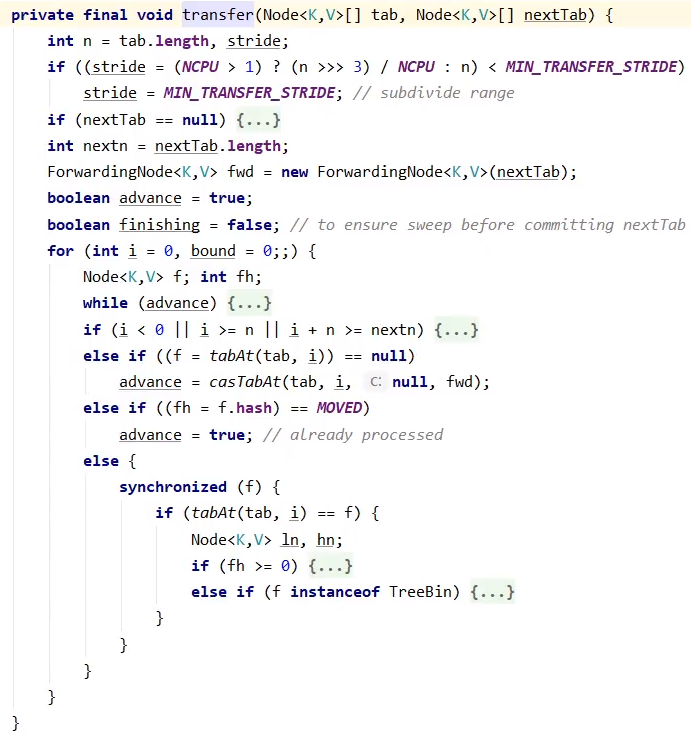 private final void transfer(Node<K,V>[] tab, Node<K,V>[] nextTab) {
    int n = tab.length, stride;
    if ((stride = (NCPU > 1) ? (n >>> 3) / NCPU : n) < MIN_TRANSFER_STRIDE)
        stride = MIN_TRANSFER_STRIDE; // subdivide range
    if (nextTab == null) {...}
    int nextn = nextTab.length;
    ForwardingNode<K,V> fwd = new ForwardingNode<K,V>(nextTab);
    boolean advance = true;
    boolean finishing = false; // to ensure sweep before committing nextTab
    for (int i = 0, bound = 0;;) {
        Node<K,V> f; int fh;
        while (advance) {...}
        if (i < 0 || i >= n || i + n >= nextn) {...}
        else if ((f = tabAt(tab, i)) == null)
            advance = casTabAt(tab, i, c: null, fwd);
        else if ((fh = f.hash) == MOVED)
            advance = true; // already processed
        else {
            synchronized (f) {
                if (tabAt(tab, i) == f) {
                    Node<K,V> ln, hn;
                    if (fh >= 0) {...}
                    else if (f instanceof TreeBin) {...}
                }
            }
        }
    }
}